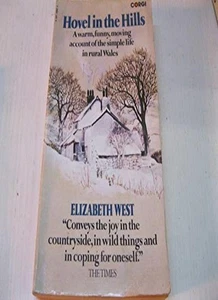 CORGI
Hovel in the Hills
A warm, funny, moving
account of the simple life
in rural Wales
ELIZABETH WEST
"Conveys the joy in the
countryside, in wild things and
in coping for oneself."
THE TIMES